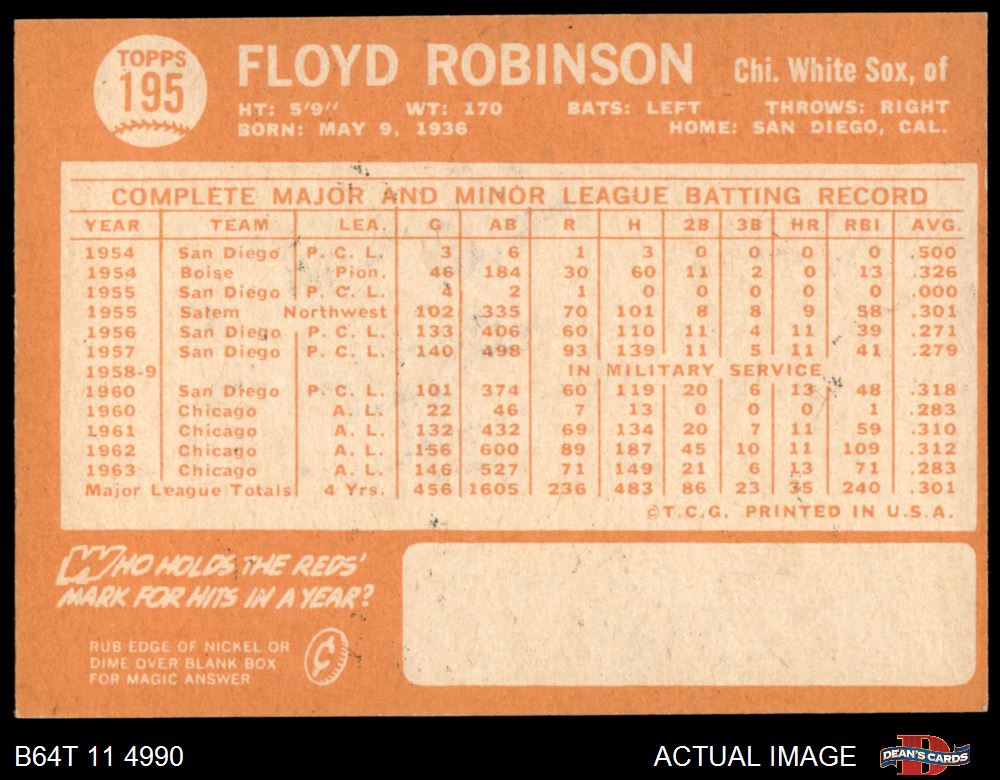 TOPPS
195
FLOYD ROBINSON Chi. White Sox, of
HT: 5'9" WT: 170 BATS: LEFT THROWS: RIGHT
BORN: MAY 9, 1936 HOME: SAN DIEGO, CAL.
COMPLETE MAJOR AND MINOR LEAGUE BATTING RECORD
YEAR TEAM LEA. G AB R H 2B 3B HR RBI AVG.
1954 San Diego P. C. L. 3 6 1 3 0 0 0 0 .500
1954 Boise Pion. 46 184 30 60 11 2 0 13 .326
1955 San Diego P. C. L. 4 2 1 0 0 0 0 0 .000
1955 Salem Northwest 102 335 70 101 8 8 9 58 .301
1956 San Diego P. C. L. 133 406 60 110 11 4 11 39 .271
1957 San Diego P. C. L. 140 498 93 139 11 5 11 41 .279
1958-9 IN MILITARY SERVICE
1960 San Diego P. C. L. 101 374 60 119 20 6 13 48 .318
1960 Chicago A. L. 22 46 7 13 0 0 0 1 .283
1961 Chicago A. L. 132 432 69 134 20 7 11 59 .310
1962 Chicago A. L. 156 600 89 187 45 10 11 109 .312
1963 Chicago A. L. 146 527 71 149 21 6 13 71 .283
Major League Totals 4 Yrs. 456 1605 236 483 86 23 35 240 .301
©T.C.G. PRINTED IN U.S.A.
WHO HOLDS THE REDS'
MARK FOR HITS IN A YEAR?
RUB EDGE OF NICKEL OR
DIME OVER BLANK BOX
FOR MAGIC ANSWER
¢
B64T 11 4990 ACTUAL IMAGE DEAN'S CARDS